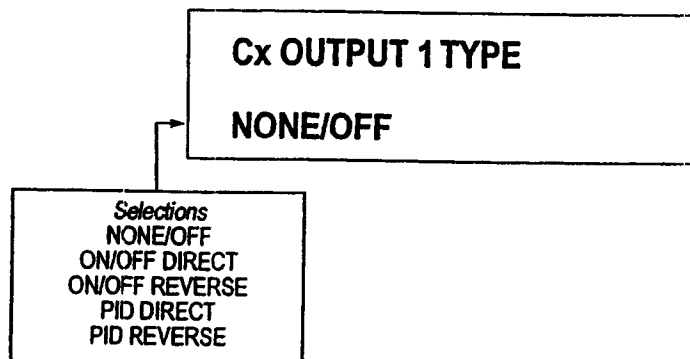 Cx OUTPUT 1 TYPE
NONE/OFF
Selections
NONE/OFF
ON/OFF DIRECT
ON/OFF REVERSE
PID DIRECT
PID REVERSE